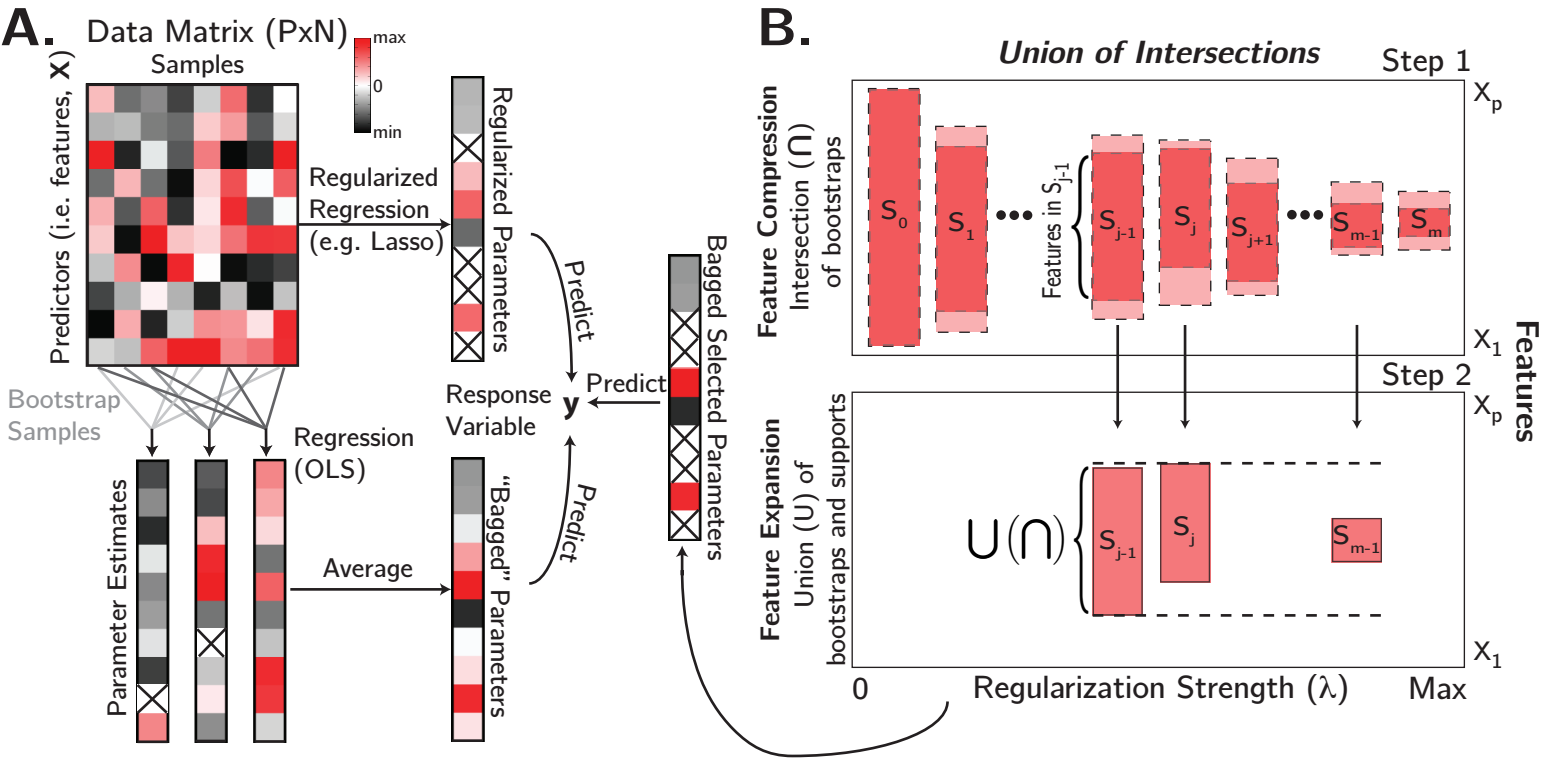 A.
Data Matrix (PxN)
Samples
max
0
min
Predictors (i.e. features, X)
Regularized
Regression
(e.g. Lasso)
Regularized Parameters
Predict
Bootstrap
Samples
Response
Variable
y
Predict
Bagged Selected Parameters
Regression
(OLS)
Parameter Estimates
Average
"Bagged" Parameters
Predict
B.
Union of Intersections
Step 1
Feature Compression
Intersection (⋂)
of bootstraps
S₀
S₁
•••
Features in Sⱼ₋₁
Sⱼ₋₁
Sⱼ
Sⱼ₊₁
•••
Sₘ₋₁
Sₘ
Xₚ
X₁
Features
Step 2
Feature Expansion
Union (U) of
bootstraps and supports
U(⋂)
Sⱼ₋₁
Sⱼ
Sₘ₋₁
Xₚ
X₁
0
Regularization Strength (λ)
Max